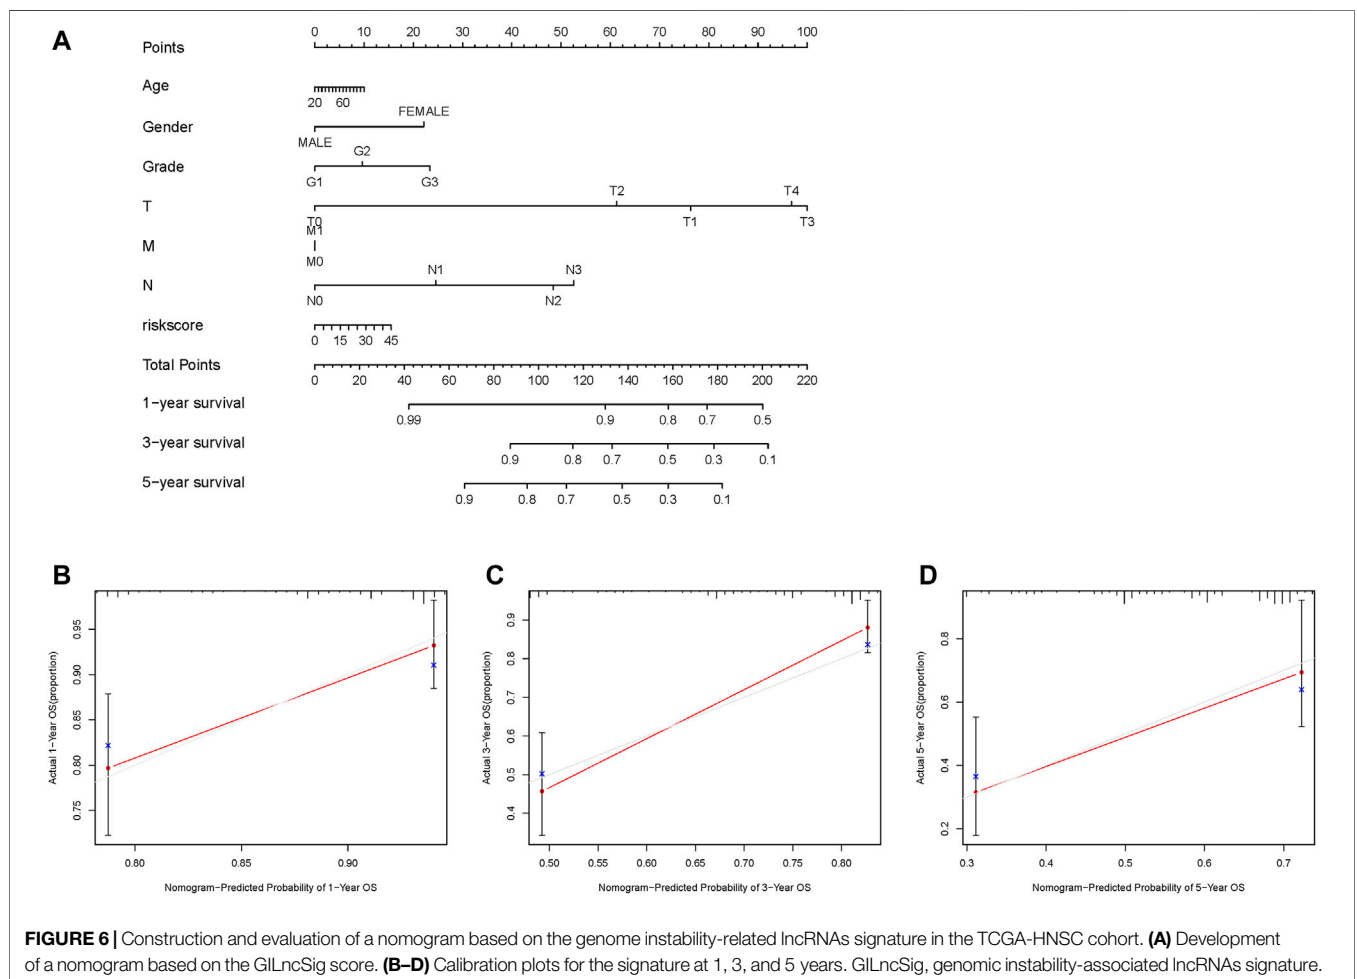 A
Points
0 10 20 30 40 50 60 70 80 90 100
Age
20 60
FEMALE
Gender
MALE
G2
Grade
G1 G3
T2 T4
T
T0 T1 T3
M1
M
M0
N1 N3
N
N0 N2
riskscore
0 15 30 45
Total Points
0 20 40 60 80 100 120 140 160 180 200 220
1−year survival
0.99 0.9 0.8 0.7 0.5
3−year survival
0.9 0.8 0.7 0.5 0.3 0.1
5−year survival
0.9 0.8 0.7 0.5 0.3 0.1
B
Actual 1−Year OS(proportion)
0.95
0.90
0.85
0.80
0.75
0.80 0.85 0.90
Nomogram−Predicted Probability of 1−Year OS
C
Actual 3−Year OS(proportion)
0.9
0.8
0.7
0.6
0.5
0.4
0.50 0.55 0.60 0.65 0.70 0.75 0.80
Nomogram−Predicted Probability of 3−Year OS
D
Actual 5−Year OS(proportion)
0.8
0.6
0.4
0.2
0.3 0.4 0.5 0.6 0.7
Nomogram−Predicted Probability of 5−Year OS
FIGURE 6 | Construction and evaluation of a nomogram based on the genome instability-related lncRNAs signature in the TCGA-HNSC cohort. (A) Development
of a nomogram based on the GILncSig score. (B–D) Calibration plots for the signature at 1, 3, and 5 years. GILncSig, genomic instability-associated lncRNAs signature.